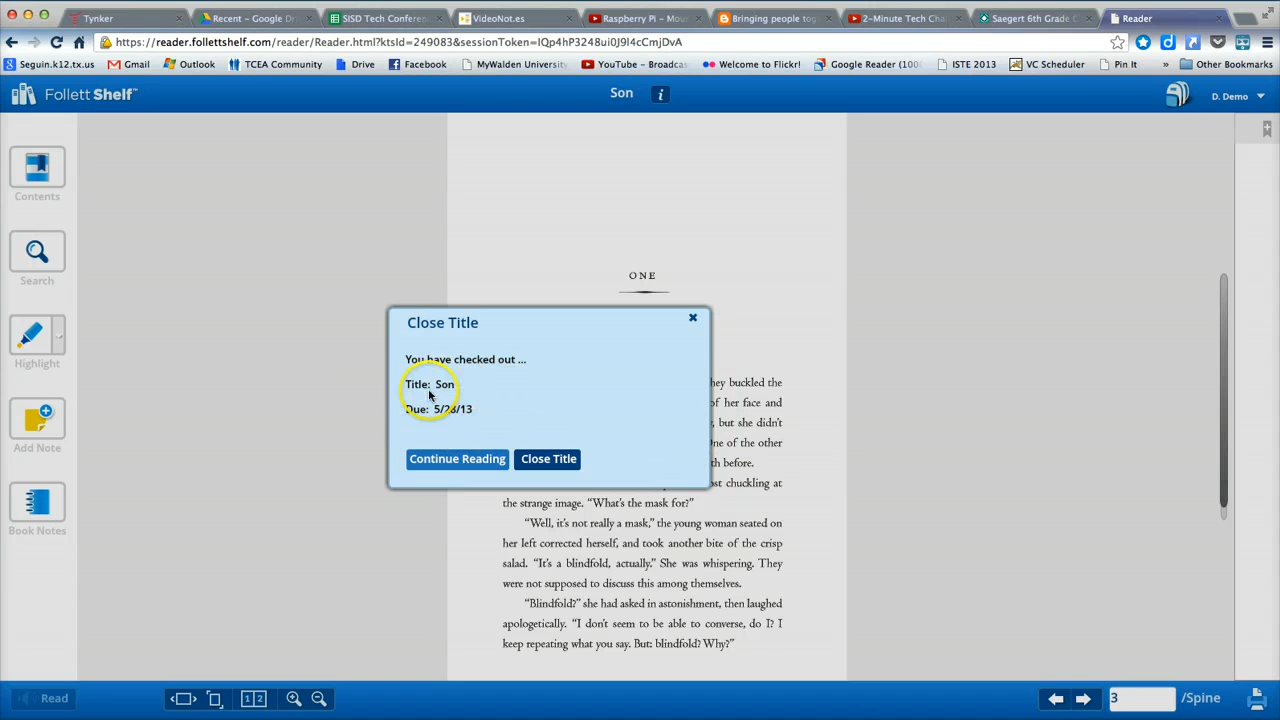 Tynker
Recent - Google Dri
SISD Tech Conferenc
VideoNot.es
Raspberry Pi - Moun
Bringing people tog
2-Minute Tech Cha
Saegert 6th Grade C
Reader
https://reader.follettshelf.com/reader/Reader.html?ktsId=249083&sessionToken=IQp4hP3248ui0J9l4cCmjDvA
Seguin.k12.tx.us
Gmail
Outlook
TCEA Community
Drive
Facebook
MyWalden University
YouTube - Broadcas
Welcome to Flickr!
Google Reader (100
ISTE 2013
VC Scheduler
Pin It
»
Other Bookmarks
Follett Shelf™
Son
i
D. Demo
Contents
Search
Highlight
Add Note
Book Notes
ONE
Close Title
You have checked out ...
Title: Son
Due: 5/28/13
Continue Reading
Close Title
hey buckled the
of her face and
, but she didn't
One of the other
th before.
ost chuckling at
the strange image. “What's the mask for?”
“Well, it's not really a mask,” the young woman seated on
her left corrected herself, and took another bite of the crisp
salad. “It's a blindfold, actually.” She was whispering. They
were not supposed to discuss this among themselves.
“Blindfold?” she had asked in astonishment, then laughed
apologetically. “I don't seem to be able to converse, do I? I
keep repeating what you say. But: blindfold? Why?”
Read
1 2
3
/Spine